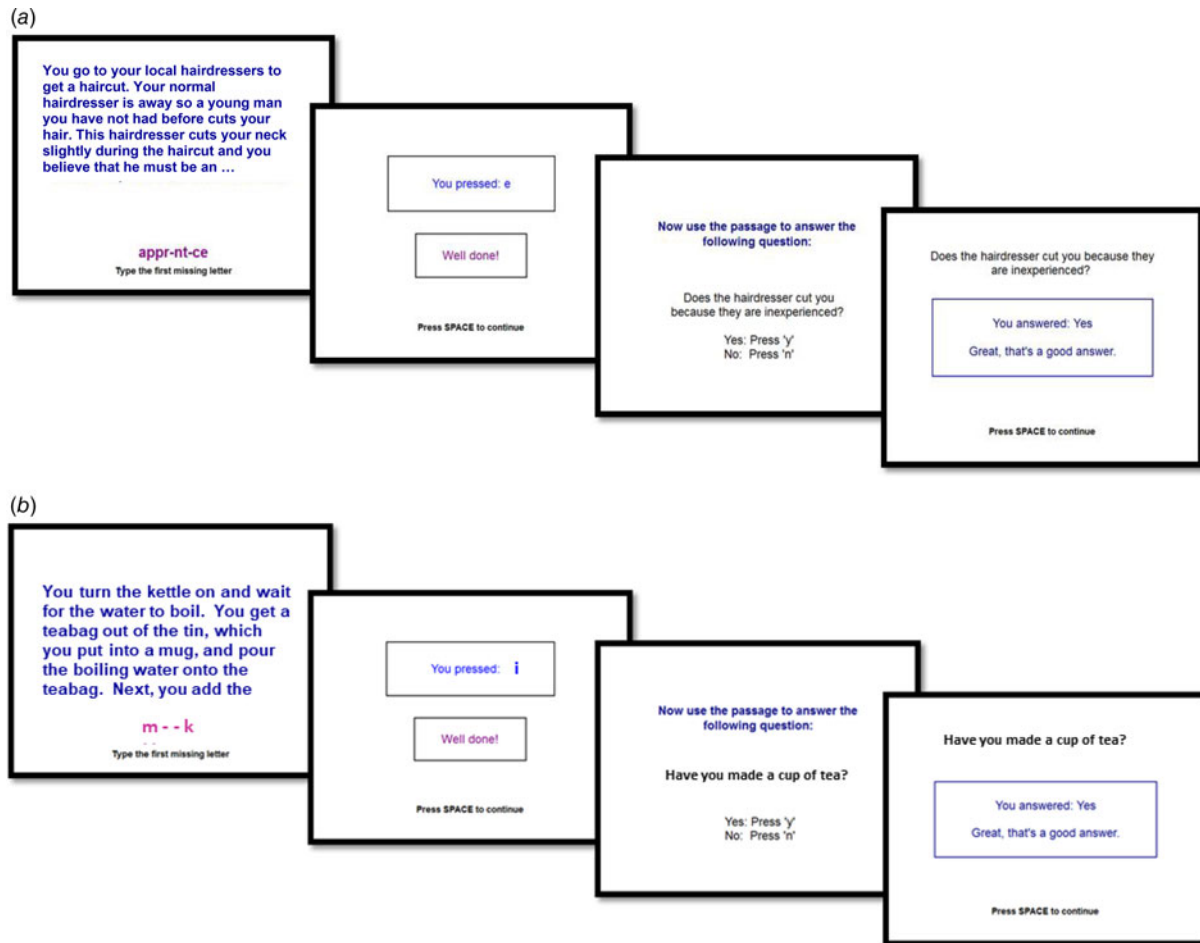 (a)
You go to your local hairdressers to
get a haircut. Your normal
hairdresser is away so a young man
you have not had before cuts your
hair. This hairdresser cuts your neck
slightly during the haircut and you
believe that he must be an …
appr-nt-ce
Type the first missing letter
You pressed: e
Well done!
Press SPACE to continue
Now use the passage to answer the
following question:
Does the hairdresser cut you
because they are inexperienced?
Yes: Press 'y'
No: Press 'n'
Does the hairdresser cut you because they
are inexperienced?
You answered: Yes
Great, that's a good answer.
Press SPACE to continue
(b)
You turn the kettle on and wait
for the water to boil. You get a
teabag out of the tin, which
you put into a mug, and pour
the boiling water onto the
teabag. Next, you add the
m - - k
Type the first missing letter
You pressed: i
Well done!
Press SPACE to continue
Now use the passage to answer the
following question:
Have you made a cup of tea?
Yes: Press 'y'
No: Press 'n'
Have you made a cup of tea?
You answered: Yes
Great, that's a good answer.
Press SPACE to continue